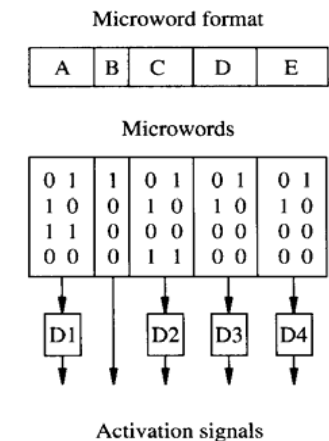 Microword format
A B C D E
Microwords
0 1 1 0 1 0 1 0 1
1 0 0 1 0 1 0 1 0
1 1 0 0 0 0 0 0 0
0 0 0 1 1 0 0 0 0
D1 D2 D3 D4
Activation signals